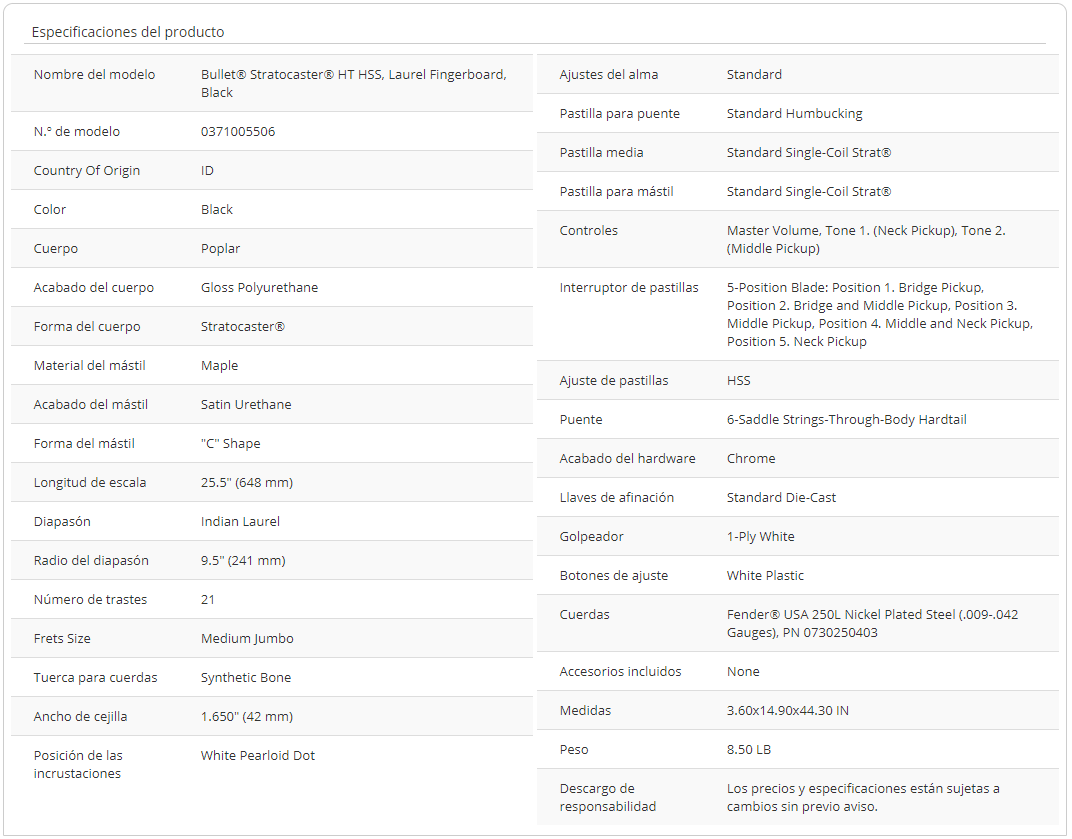 Especificaciones del producto
Nombre del modelo
Bullet® Stratocaster® HT HSS, Laurel Fingerboard,
Black
N.º de modelo
0371005506
Country Of Origin
ID
Color
Black
Cuerpo
Poplar
Acabado del cuerpo
Gloss Polyurethane
Forma del cuerpo
Stratocaster®
Material del mástil
Maple
Acabado del mástil
Satin Urethane
Forma del mástil
"C" Shape
Longitud de escala
25.5" (648 mm)
Diapasón
Indian Laurel
Radio del diapasón
9.5" (241 mm)
Número de trastes
21
Frets Size
Medium Jumbo
Tuerca para cuerdas
Synthetic Bone
Ancho de cejilla
1.650" (42 mm)
Posición de las
incrustaciones
White Pearloid Dot
Ajustes del alma
Standard
Pastilla para puente
Standard Humbucking
Pastilla media
Standard Single-Coil Strat®
Pastilla para mástil
Standard Single-Coil Strat®
Controles
Master Volume, Tone 1. (Neck Pickup), Tone 2.
(Middle Pickup)
Interruptor de pastillas
5-Position Blade: Position 1. Bridge Pickup,
Position 2. Bridge and Middle Pickup, Position 3.
Middle Pickup, Position 4. Middle and Neck Pickup,
Position 5. Neck Pickup
Ajuste de pastillas
HSS
Puente
6-Saddle Strings-Through-Body Hardtail
Acabado del hardware
Chrome
Llaves de afinación
Standard Die-Cast
Golpeador
1-Ply White
Botones de ajuste
White Plastic
Cuerdas
Fender® USA 250L Nickel Plated Steel (.009-.042
Gauges), PN 0730250403
Accesorios incluidos
None
Medidas
3.60x14.90x44.30 IN
Peso
8.50 LB
Descargo de
responsabilidad
Los precios y especificaciones están sujetas a
cambios sin previo aviso.